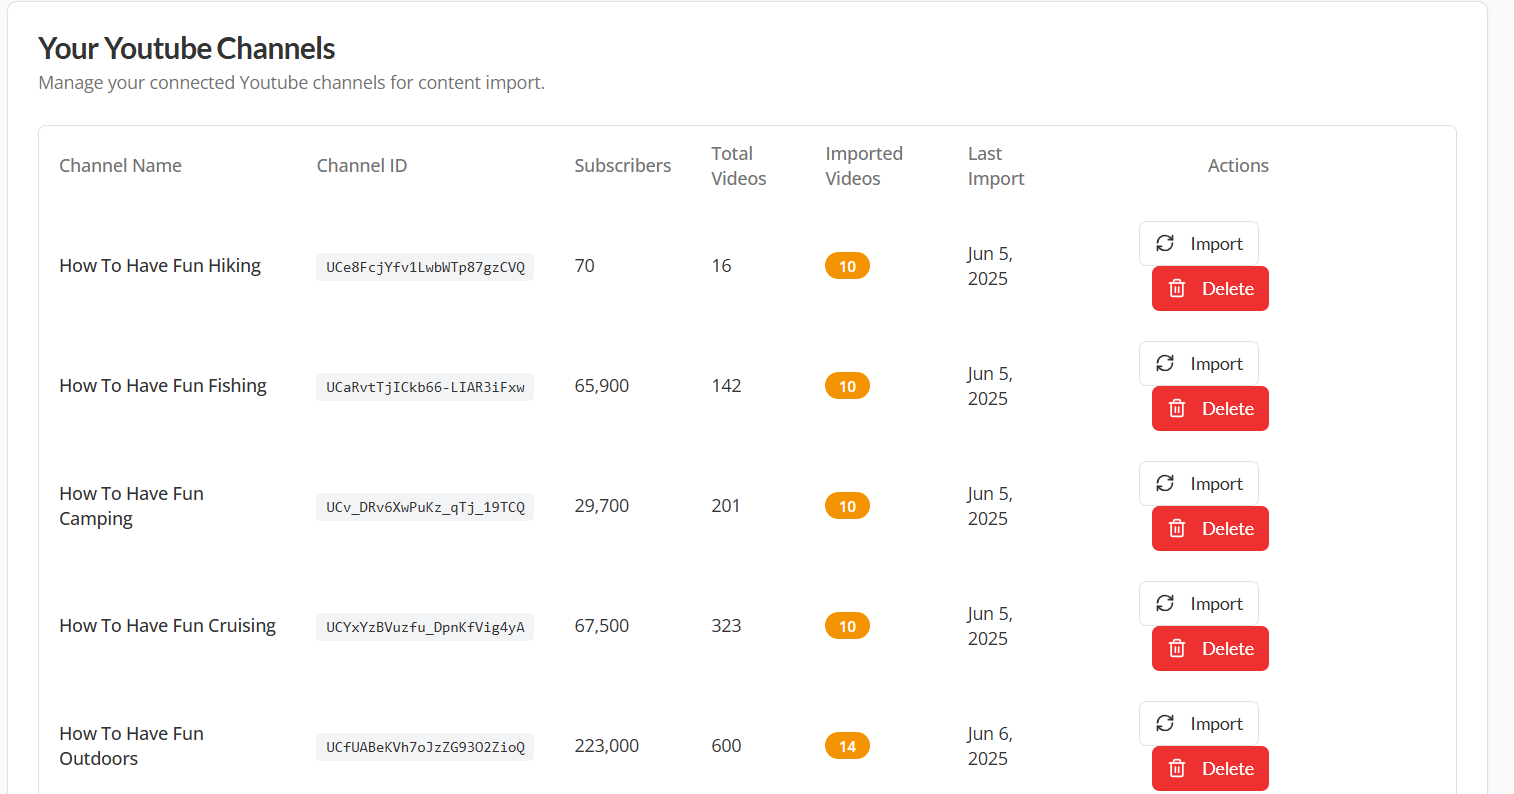 Your Youtube Channels
Manage your connected Youtube channels for content import.
Channel Name Channel ID Subscribers Total Videos Imported Videos Last Import Actions
How To Have Fun Hiking UCe8FcjYfv1LwbWTp87gzCVQ 70 16 10 Jun 5, 2025 Import Delete
How To Have Fun Fishing UCaRvtTjICkb66-LIAR3iFxw 65,900 142 10 Jun 5, 2025 Import Delete
How To Have Fun Camping UCv_DRv6XwPuKz_qTj_19TCQ 29,700 201 10 Jun 5, 2025 Import Delete
How To Have Fun Cruising UCYxYzBVuzfu_DpnKfVig4yA 67,500 323 10 Jun 5, 2025 Import Delete
How To Have Fun Outdoors UCfUABeKVh7oJzZG93O2ZioQ 223,000 600 14 Jun 6, 2025 Import Delete